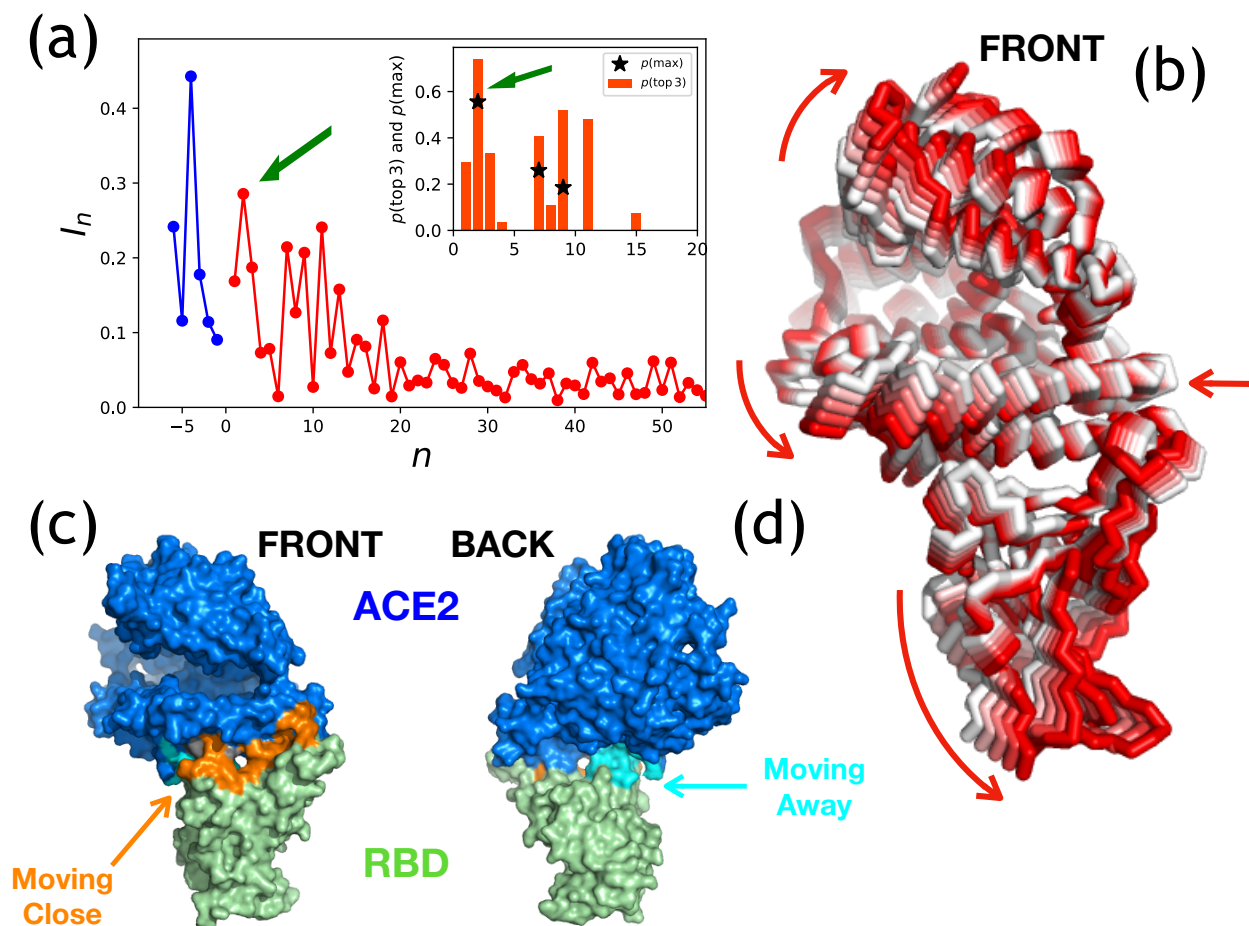 (a)
I_n
0.4
0.3
0.2
0.1
0.0
−5
0
10
20
30
40
50
n
p(top 3) and p(max)
0.6
0.4
0.2
0.0
0
5
10
15
20
p(max)
p(top 3)
FRONT
(b)
(c)
FRONT
BACK
(d)
ACE2
Moving
Away
RBD
Moving
Close